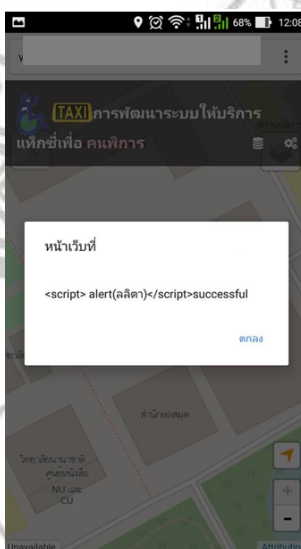 68% 12:08
TAXI การพัฒนาระบบให้บริการ
แท็กซี่เพื่อ คนพิการ
หน้าเว็บที่
<script> alert(ลลิตา)</script>successful
ตกลง
สำนักหอสมุด
วิทยาลัยนานาชาติ
ศูนย์หนังสือ
NU และ
CU
+
-
Unavailable
Attributio